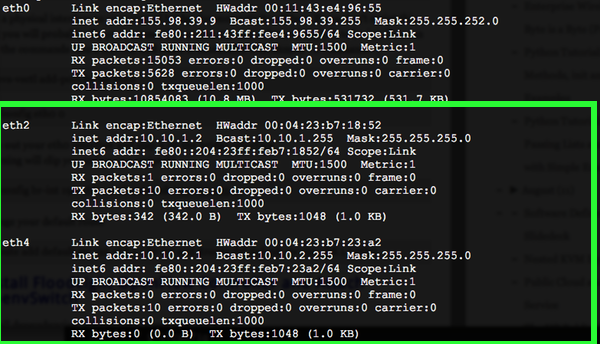 eth0 Link encap:Ethernet HWaddr 00:11:43:e4:96:55
inet addr:155.98.39.9 Bcast:155.98.39.255 Mask:255.255.252.0
inet6 addr: fe80::211:43ff:fee4:9655/64 Scope:Link
UP BROADCAST RUNNING MULTICAST MTU:1500 Metric:1
RX packets:15053 errors:0 dropped:0 overruns:0 frame:0
TX packets:5628 errors:0 dropped:0 overruns:0 carrier:0
collisions:0 txqueuelen:1000
RX bytes:10854083 (10.8 MB) TX bytes:531732 (531.7 KB)
eth2 Link encap:Ethernet HWaddr 00:04:23:b7:18:52
inet addr:10.10.1.2 Bcast:10.10.1.255 Mask:255.255.255.0
inet6 addr: fe80::204:23ff:feb7:1852/64 Scope:Link
UP BROADCAST RUNNING MULTICAST MTU:1500 Metric:1
RX packets:1 errors:0 dropped:0 overruns:0 frame:0
TX packets:10 errors:0 dropped:0 overruns:0 carrier:0
collisions:0 txqueuelen:1000
RX bytes:342 (342.0 B) TX bytes:1048 (1.0 KB)
eth4 Link encap:Ethernet HWaddr 00:04:23:b7:23:a2
inet addr:10.10.2.1 Bcast:10.10.2.255 Mask:255.255.255.0
inet6 addr: fe80::204:23ff:feb7:23a2/64 Scope:Link
UP BROADCAST RUNNING MULTICAST MTU:1500 Metric:1
RX packets:0 errors:0 dropped:0 overruns:0 frame:0
TX packets:10 errors:0 dropped:0 overruns:0 carrier:0
collisions:0 txqueuelen:1000
RX bytes:0 (0.0 B) TX bytes:1048 (1.0 KB)